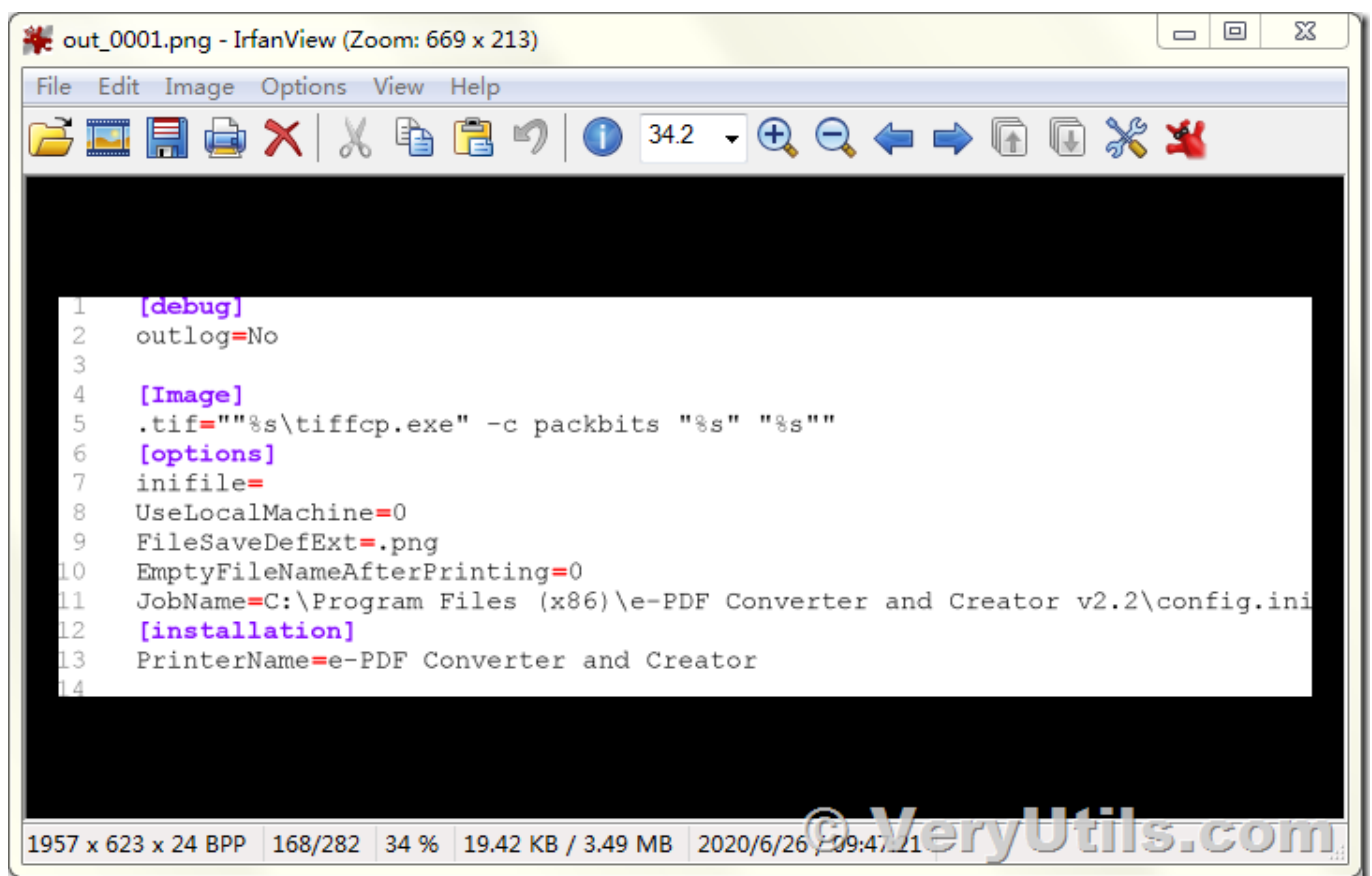 out_0001.png - IrfanView (Zoom: 669 x 213)
File Edit Image Options View Help
34.2
1 [debug]
2 outlog=No
3
4 [Image]
5 .tif=""%s\tiffcp.exe" -c packbits "%s" "%s""
6 [options]
7 inifile=
8 UseLocalMachine=0
9 FileSaveDefExt=.png
10 EmptyFileNameAfterPrinting=0
11 JobName=C:\Program Files (x86)\e-PDF Converter and Creator v2.2\config.ini
12 [installation]
13 PrinterName=e-PDF Converter and Creator
14
1957 x 623 x 24 BPP 168/282 34 % 19.42 KB / 3.49 MB 2020/6/26 / 09:47:21
© VeryUtils.com